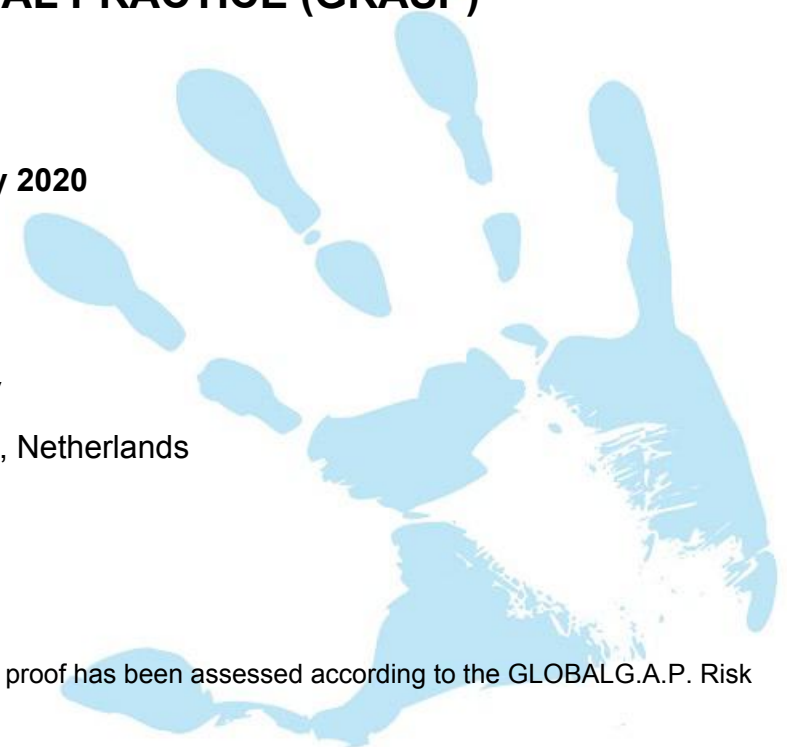 AL PRACTICE (GRASP)
y 2020
, Netherlands
proof has been assessed according to the GLOBALG.A.P. Risk